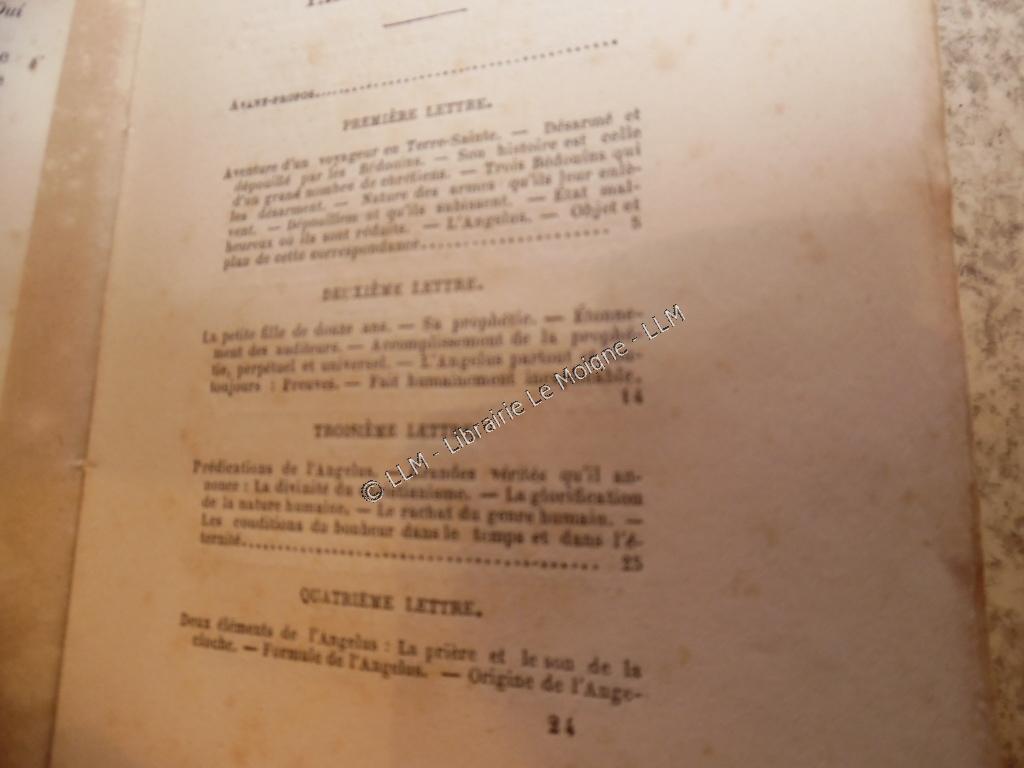 Oui
AVANT-PROPOS
PREMIÈRE LETTRE.
Aventure d'un voyageur en Terre-Sainte. — Désarmé et
dépouillé par les Bédouins. — Son histoire est celle
d'un grand nombre de chrétiens. — Trois Bédouins qui
les désarment. — Nature des armes qu'ils leur enlè-
vent. — et qu'ils subissent. — État mal-
heureux où ils sont réduits. — L'Angelus. — Objet et
plan de cette correspondance. 5
DEUXIÈME LETTRE.
La petite fille de douze ans. — Sa prophétie. — Étonne-
ment des auditeurs. — Accomplissement de la prophé-
tie, perpétuel et universel. — L'Angelus partout
toujours : Preuves. — Fait humainement
14
TROISIÈME LETTRE
Prédications de l'Angelus. vérités qu'il an-
nonce : La divinité du — La glorification
de la nature humaine. — Le rachat du genre humain. —
Les conditions du bonheur dans le temps et dans l'é-
ternité. 25
QUATRIÈME LETTRE.
Deux éléments de l'Angelus : La prière et le son de la
cloche. — Formule de l'Angelus. — Origine de l'Ange-
24
© LLM - Librairie Le Moigne - LLM